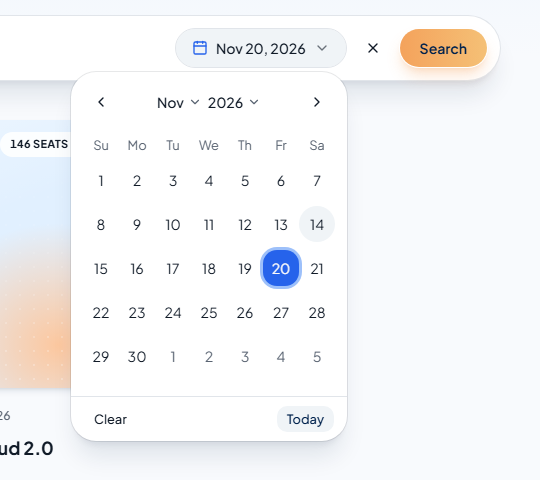 Nov 20, 2026
Search
Nov 2026
146 SEATS
Su Mo Tu We Th Fr Sa
1 2 3 4 5 6 7
8 9 10 11 12 13 14
15 16 17 18 19 20 21
22 23 24 25 26 27 28
29 30 1 2 3 4 5
26
Clear Today
ud 2.0